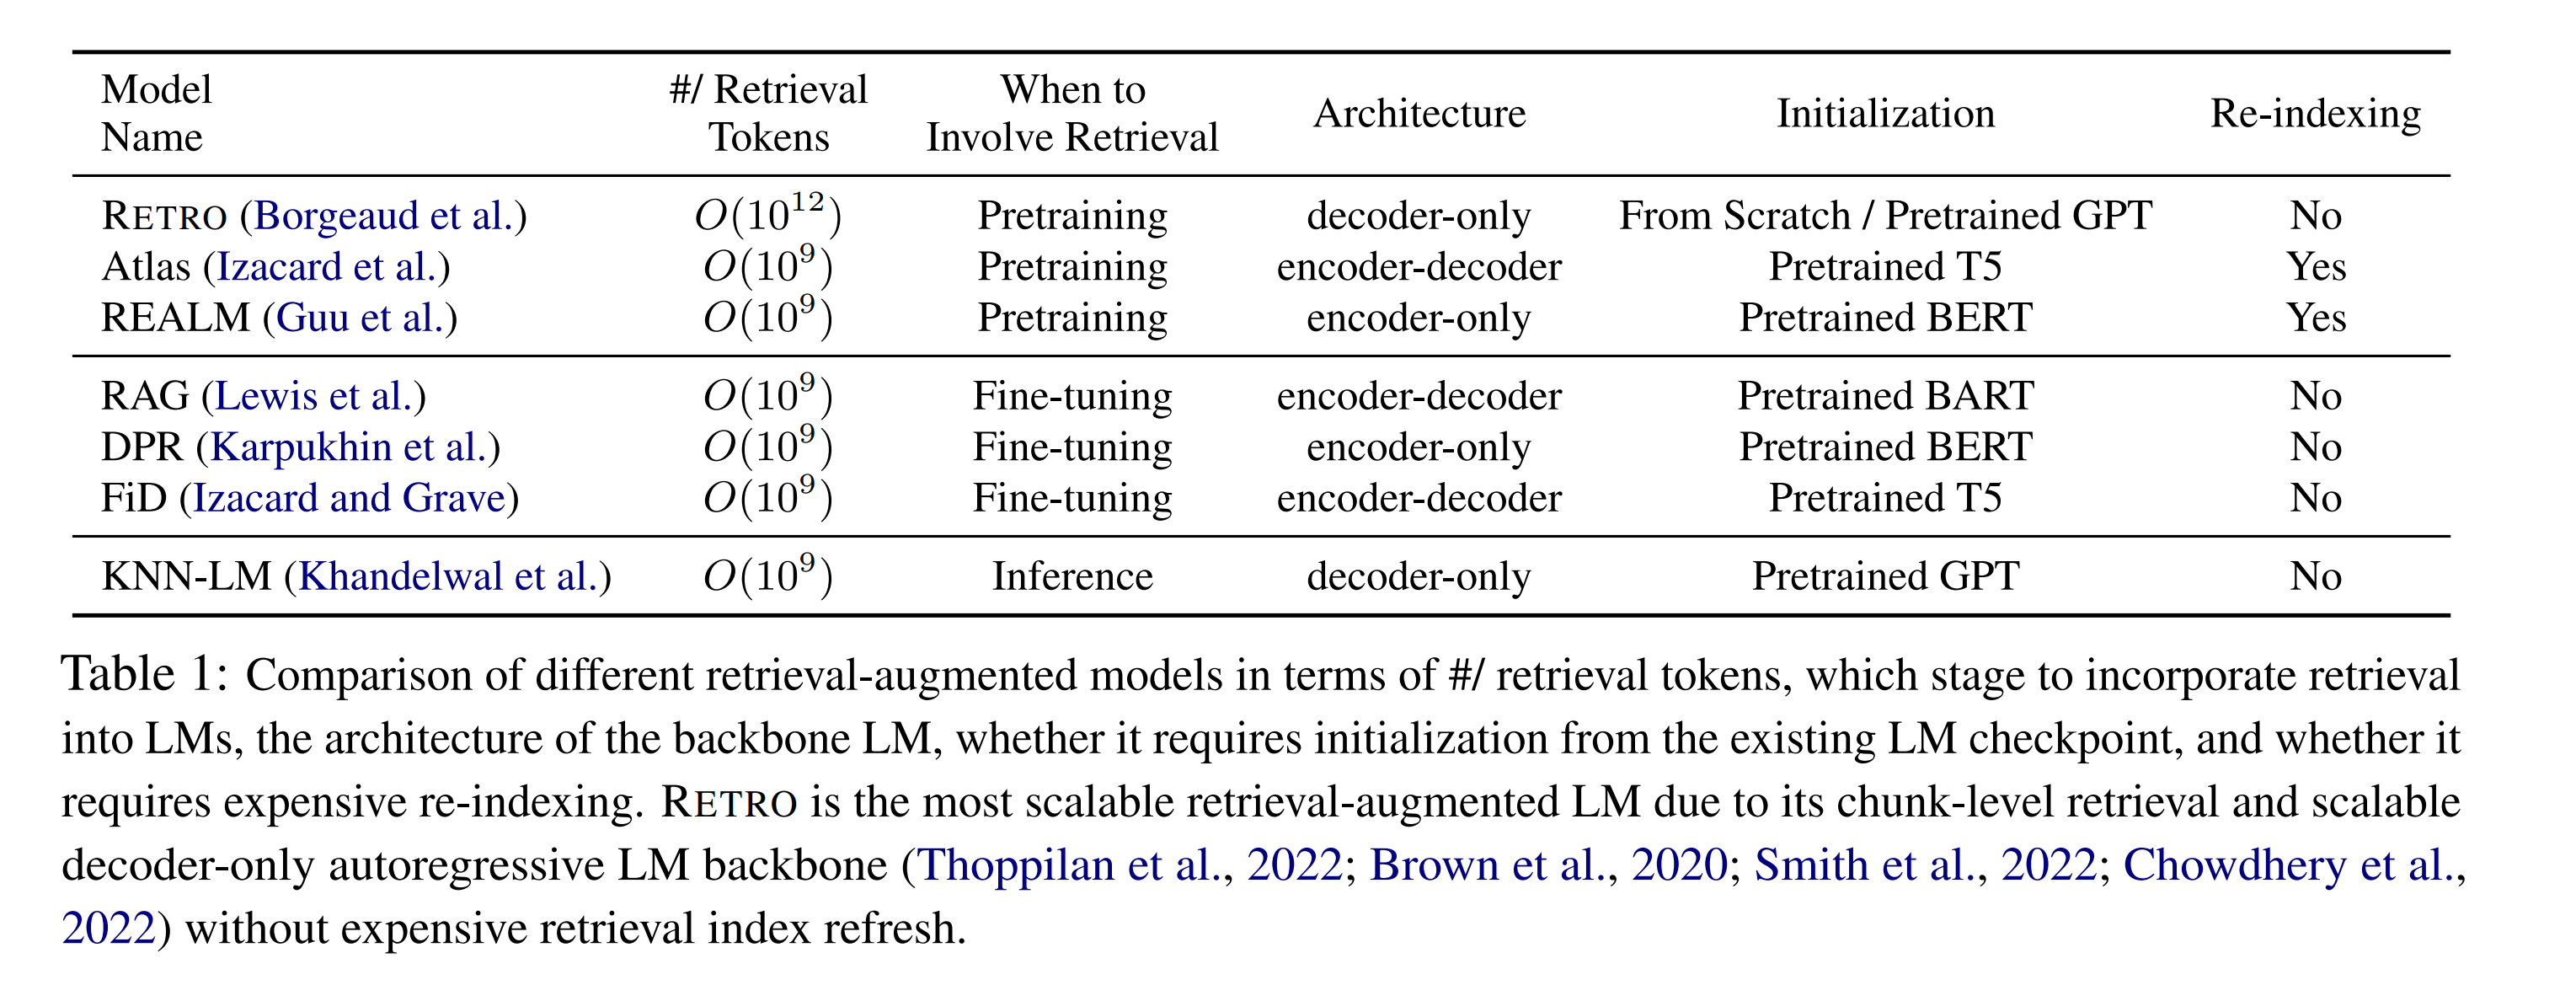 Model Name #/ Retrieval Tokens When to Involve Retrieval Architecture Initialization Re-indexing
RETRO (Borgeaud et al.) O(10^12) Pretraining decoder-only From Scratch / Pretrained GPT No
Atlas (Izacard et al.) O(10^9) Pretraining encoder-decoder Pretrained T5 Yes
REALM (Guu et al.) O(10^9) Pretraining encoder-only Pretrained BERT Yes
RAG (Lewis et al.) O(10^9) Fine-tuning encoder-decoder Pretrained BART No
DPR (Karpukhin et al.) O(10^9) Fine-tuning encoder-only Pretrained BERT No
FiD (Izacard and Grave) O(10^9) Fine-tuning encoder-decoder Pretrained T5 No
KNN-LM (Khandelwal et al.) O(10^9) Inference decoder-only Pretrained GPT No
Table 1: Comparison of different retrieval-augmented models in terms of #/ retrieval tokens, which stage to incorporate retrieval
into LMs, the architecture of the backbone LM, whether it requires initialization from the existing LM checkpoint, and whether it
requires expensive re-indexing. RETRO is the most scalable retrieval-augmented LM due to its chunk-level retrieval and scalable
decoder-only autoregressive LM backbone (Thoppilan et al., 2022; Brown et al., 2020; Smith et al., 2022; Chowdhery et al.,
2022) without expensive retrieval index refresh.